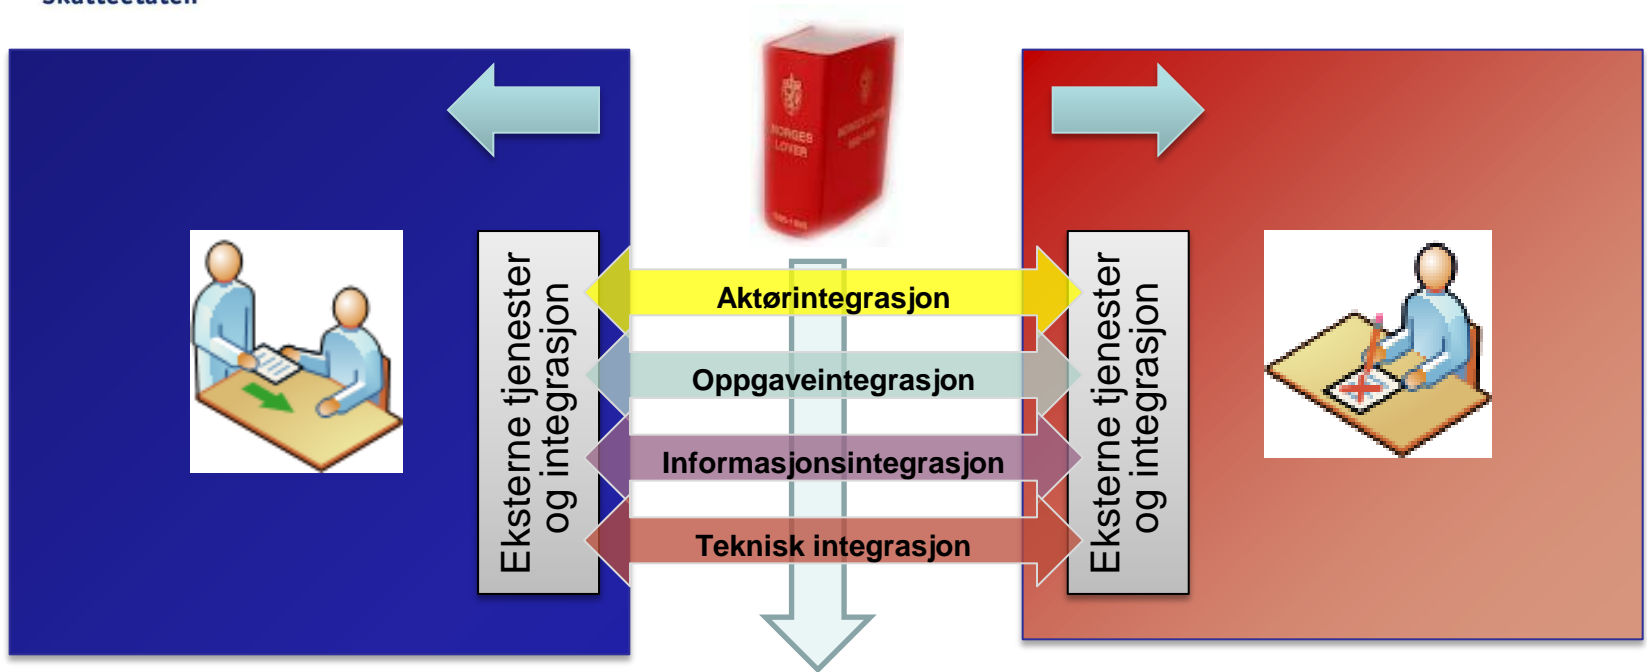 Skatteetaten
NORGES
LOVER
Eksterne tjenester
og integrasjon
Aktørintegrasjon
Oppgaveintegrasjon
Informasjonsintegrasjon
Teknisk integrasjon
Eksterne tjenester
og integrasjon